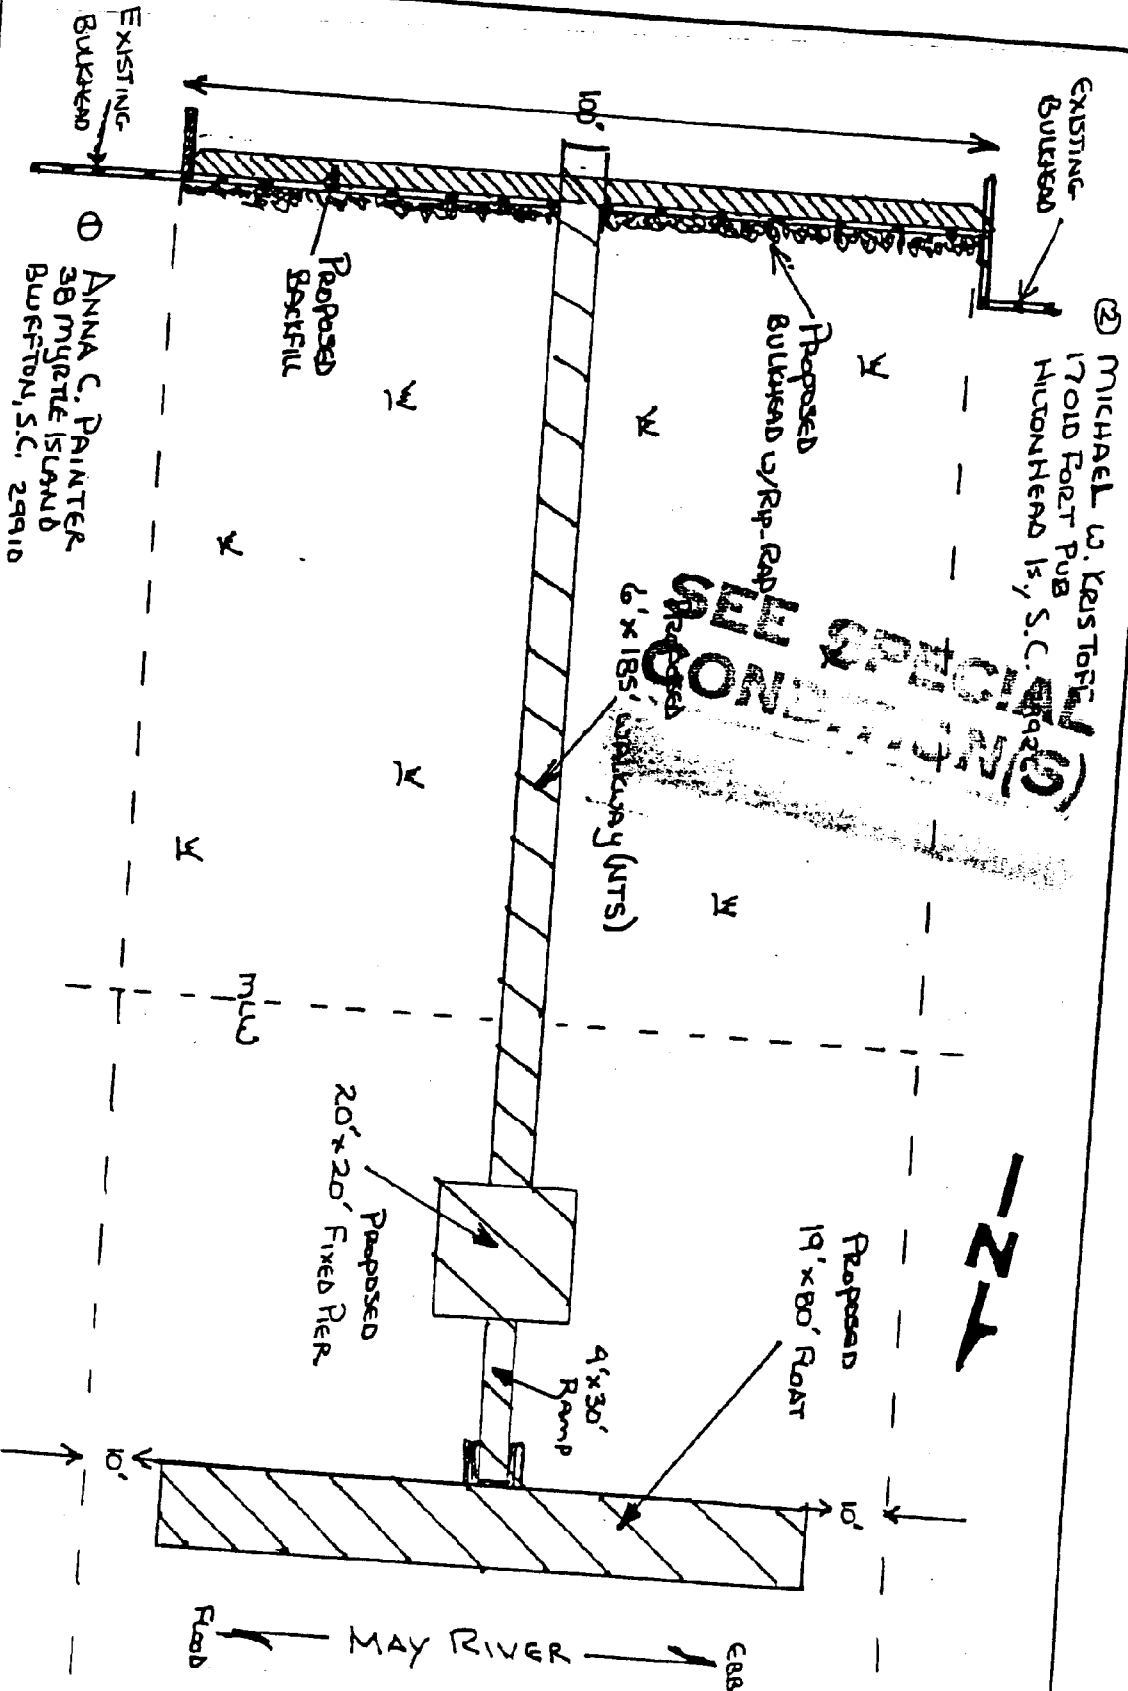 EXISTING
BULKHEAD
100'
EXISTING
BULKHEAD
② MICHAEL W. KRISTOFF
17 OLD FORT PUB
HILTON HEAD IS, S.C.
① ANNA C. PAINTER
38 MYRTLE ISLAND
BLUFFTON, S.C. 29910
PROPOSED
BACKFILL
PROPOSED
BULKHEAD W/RIP-RAP
SEE SPECIAL
CONDITION(S)
PROPOSED
6' x 185' WALKWAY (NTS)
MLW
N
PROPOSED
20' x 20' FIXED PIER
4' x 30'
RAMP
PROPOSED
19' x 80' FLOAT
10'
10'
FLOOD
MAY RIVER
EBB